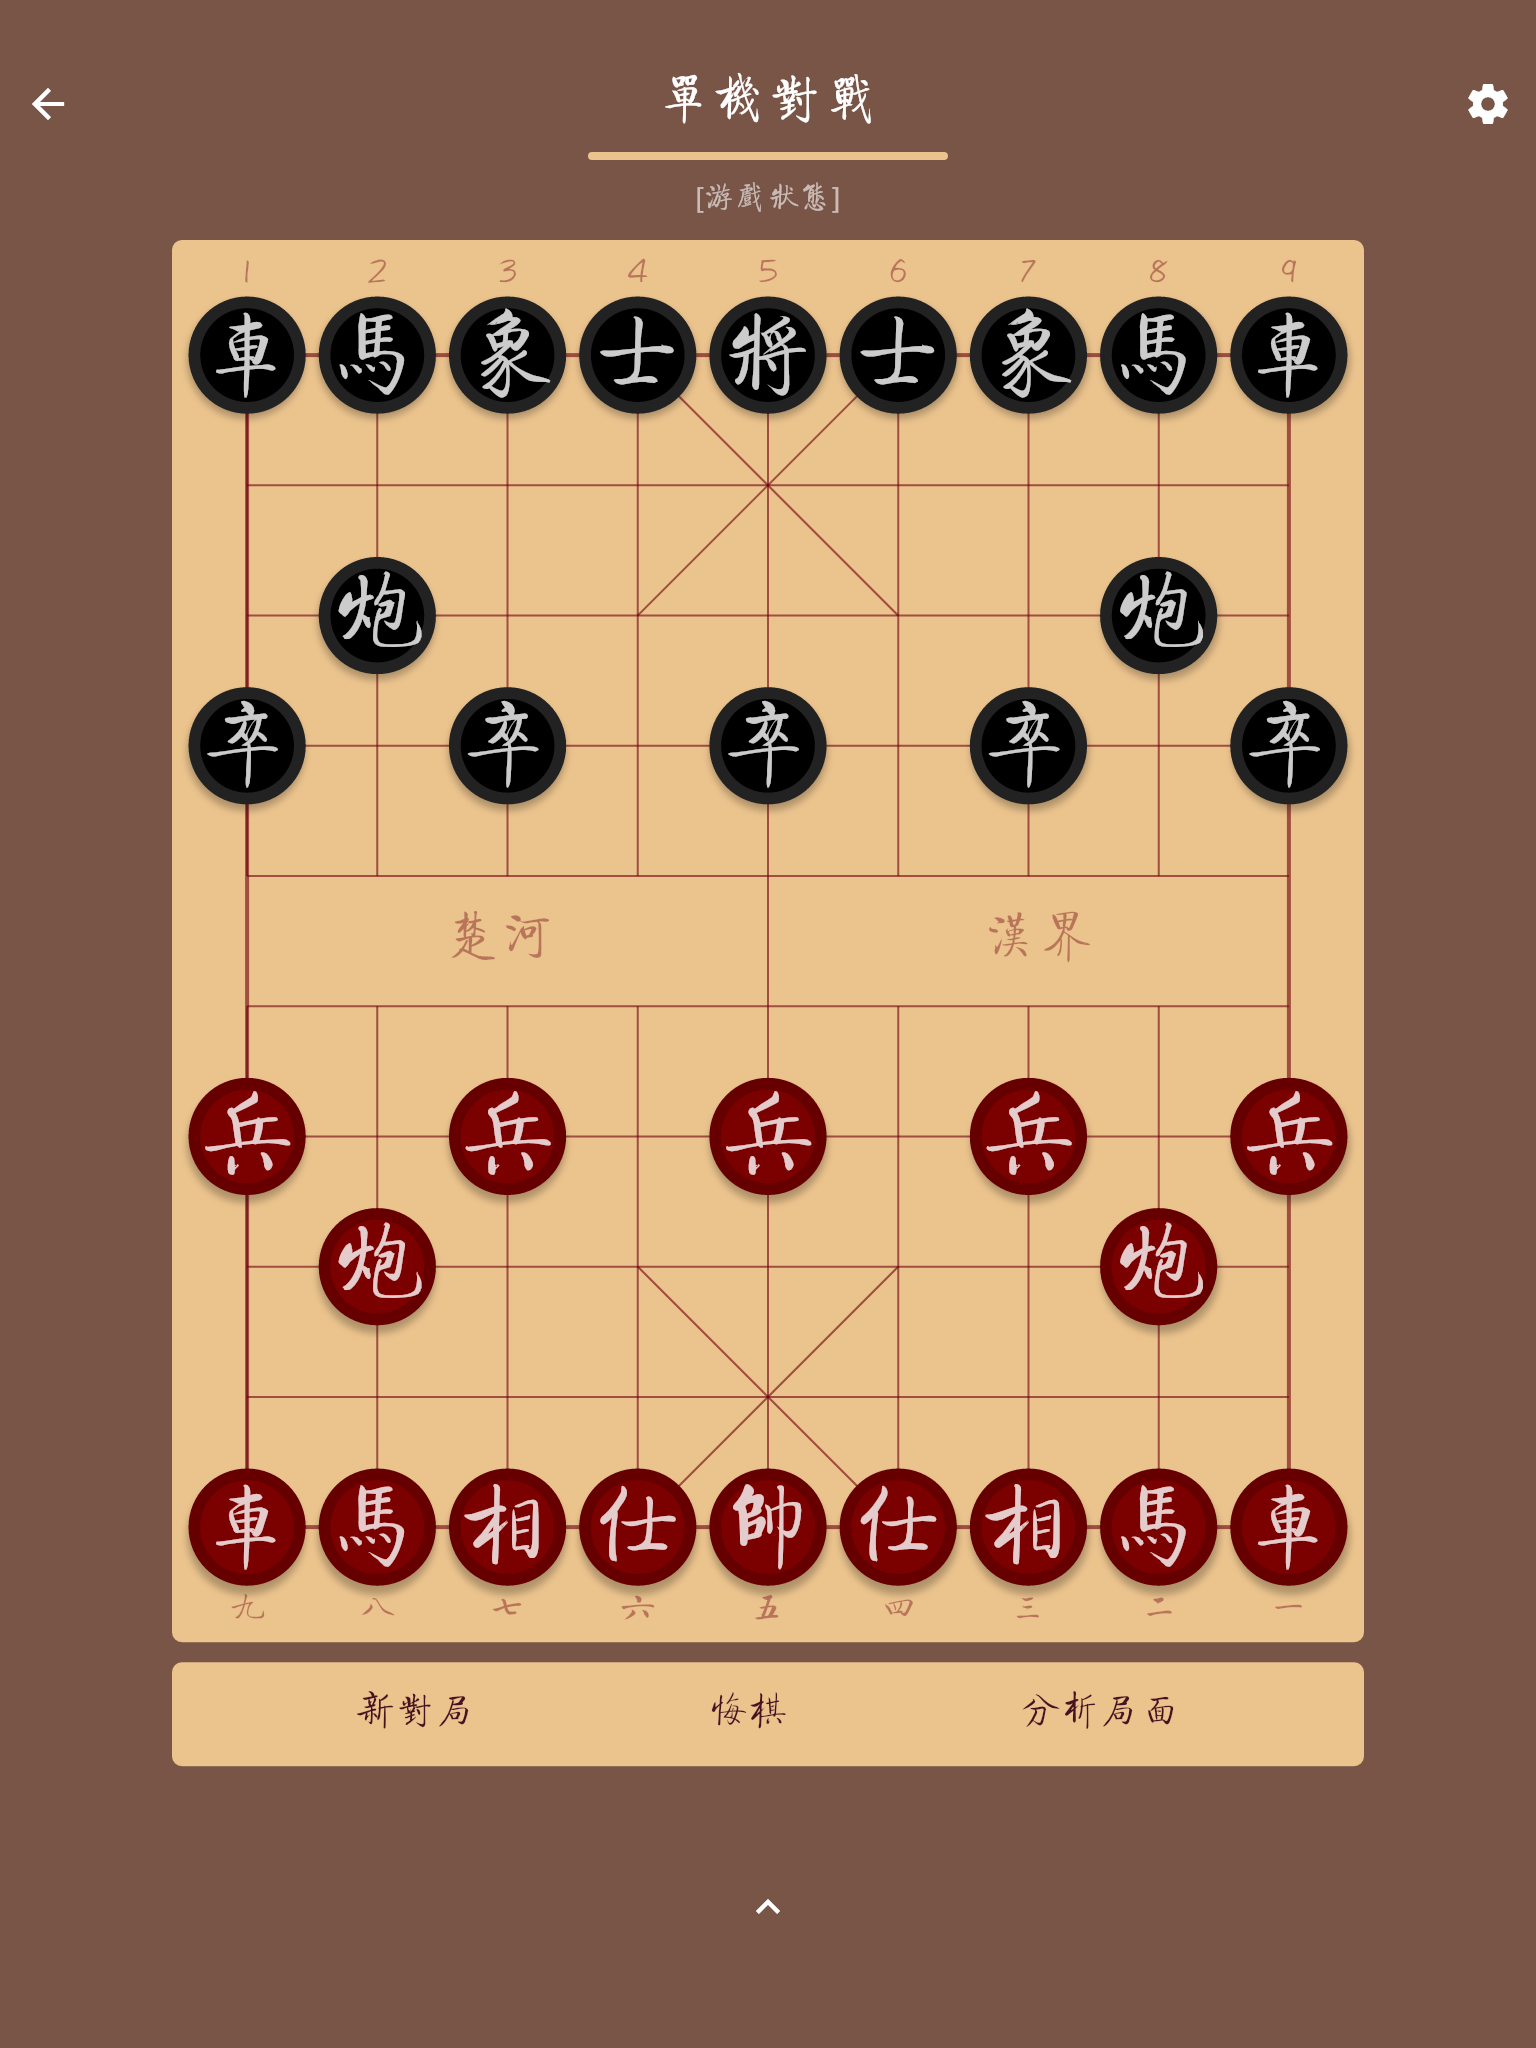 單機對戰
[游戲狀態]
1 2 3 4 5 6 7 8 9
車 馬 象 士 將 士 象 馬 車
炮 炮
卒 卒 卒 卒 卒
楚河 漢界
兵 兵 兵 兵 兵
炮 炮
車 馬 相 仕 帥 仕 相 馬 車
九 八 七 六 五 四 三 二 一
新對局 悔棋 分析局面